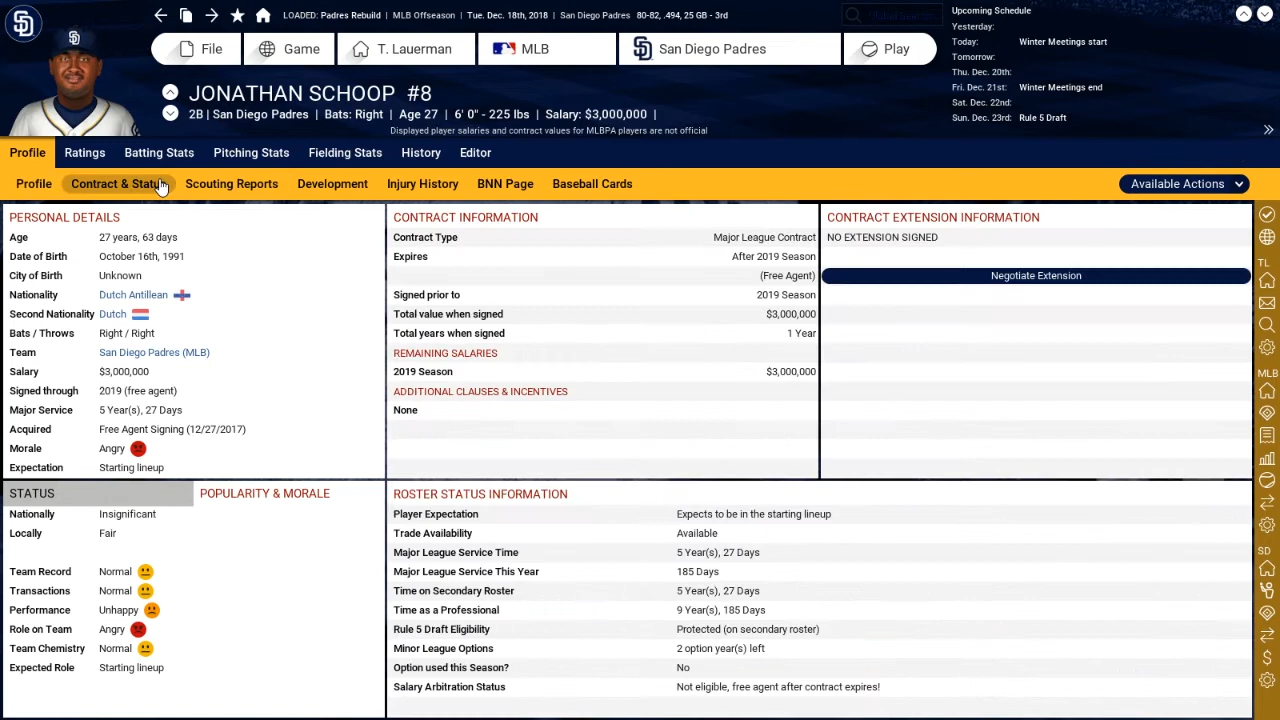 LOADED: Padres Rebuild | MLB Offseason | Tue. Dec. 18th, 2018 | San Diego Padres 80-82, .494, 25 GB - 3rd
File Game T. Lauerman MLB San Diego Padres Play
Upcoming Schedule
Yesterday:
Today: Winter Meetings start
Tomorrow:
Thu. Dec. 20th:
Fri. Dec. 21st: Winter Meetings end
Sat. Dec. 22nd:
Sun. Dec. 23rd: Rule 5 Draft
JONATHAN SCHOOP #8
2B | San Diego Padres | Bats: Right | Age 27 | 6' 0" - 225 lbs | Salary: $3,000,000 |
Displayed player salaries and contract values for MLBPA players are not official
Profile Ratings Batting Stats Pitching Stats Fielding Stats History Editor
Profile Contract & Status Scouting Reports Development Injury History BNN Page Baseball Cards Available Actions
PERSONAL DETAILS
Age 27 years, 63 days
Date of Birth October 16th, 1991
City of Birth Unknown
Nationality Dutch Antillean
Second Nationality Dutch
Bats / Throws Right / Right
Team San Diego Padres (MLB)
Salary $3,000,000
Signed through 2019 (free agent)
Major Service 5 Year(s), 27 Days
Acquired Free Agent Signing (12/27/2017)
Morale Angry
Expectation Starting lineup
CONTRACT INFORMATION
Contract Type Major League Contract
Expires After 2019 Season
(Free Agent)
Signed prior to 2019 Season
Total value when signed $3,000,000
Total years when signed 1 Year
REMAINING SALARIES
2019 Season $3,000,000
ADDITIONAL CLAUSES & INCENTIVES
None
CONTRACT EXTENSION INFORMATION
NO EXTENSION SIGNED
Negotiate Extension
STATUS POPULARITY & MORALE
Nationally Insignificant
Locally Fair
Team Record Normal
Transactions Normal
Performance Unhappy
Role on Team Angry
Team Chemistry Normal
Expected Role Starting lineup
ROSTER STATUS INFORMATION
Player Expectation Expects to be in the starting lineup
Trade Availability Available
Major League Service Time 5 Year(s), 27 Days
Major League Service This Year 185 Days
Time on Secondary Roster 5 Year(s), 27 Days
Time as a Professional 9 Year(s), 185 Days
Rule 5 Draft Eligibility Protected (on secondary roster)
Minor League Options 2 option year(s) left
Option used this Season? No
Salary Arbitration Status Not eligible, free agent after contract expires!
TL
MLB
SD